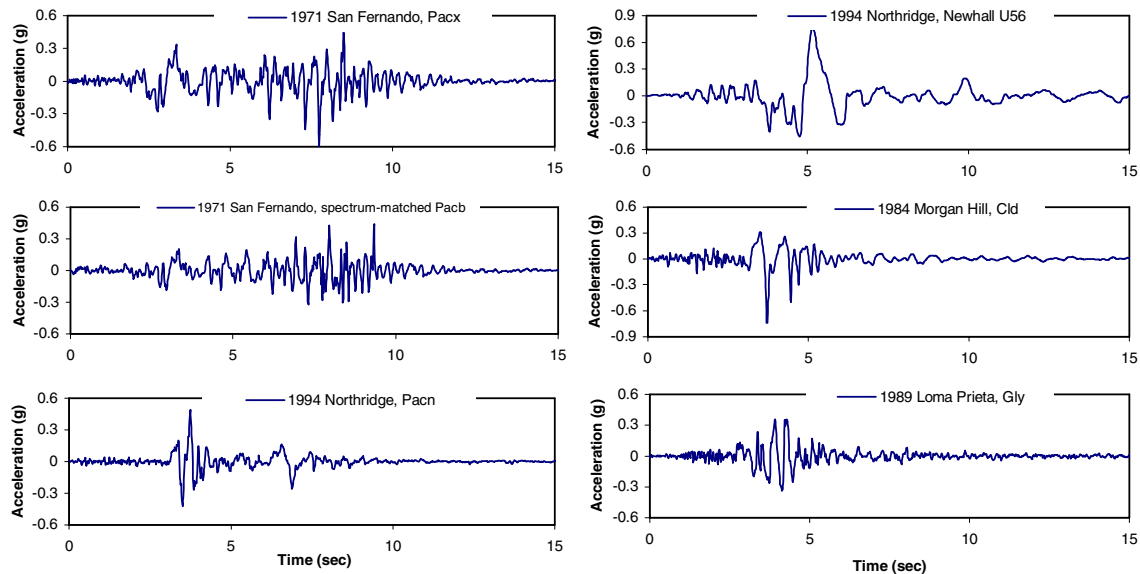 1971 San Fernando, Pacx
Acceleration (g)
0.6
0.3
0
-0.3
-0.6
0 5 10 15
1971 San Fernando, spectrum-matched Pacb
Acceleration (g)
0.6
0.3
0
-0.3
-0.6
0 5 10 15
1994 Northridge, Pacn
Acceleration (g)
0.6
0.3
0
-0.3
-0.6
0 5 10 15
Time (sec)
1994 Northridge, Newhall U56
Acceleration (g)
0.9
0.6
0.3
0
-0.3
-0.6
0 5 10 15
1984 Morgan Hill, Cld
Acceleration (g)
0.6
0.3
0
-0.3
-0.6
-0.9
0 5 10 15
1989 Loma Prieta, Gly
Acceleration (g)
0.6
0.3
0
-0.3
-0.6
0 5 10 15
Time (sec)